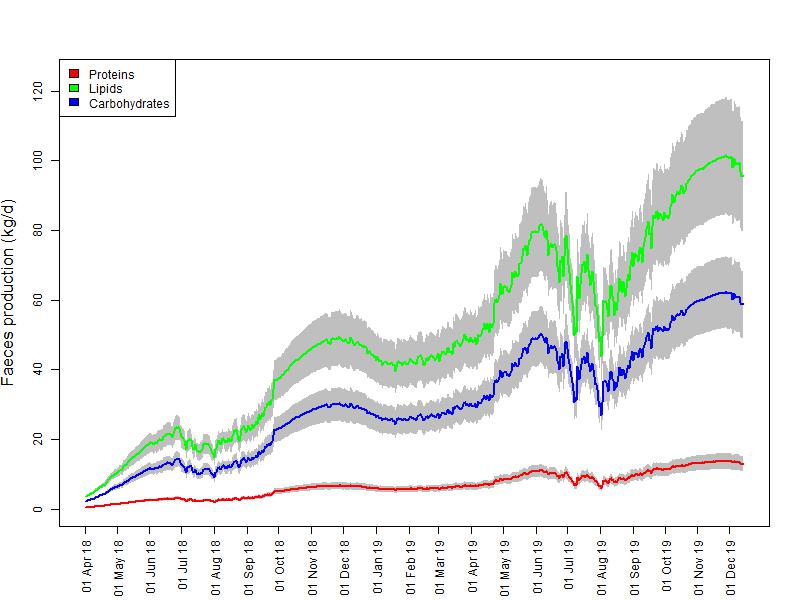 Proteins
Lipids
Carbohydrates
Faeces production (kg/d)
120
100
80
60
40
20
0
01 Apr 18
01 May 18
01 Jun 18
01 Jul 18
01 Aug 18
01 Sep 18
01 Oct 18
01 Nov 18
01 Dec 18
01 Jan 19
01 Feb 19
01 Mar 19
01 Apr 19
01 May 19
01 Jun 19
01 Jul 19
01 Aug 19
01 Sep 19
01 Oct 19
01 Nov 19
01 Dec 19